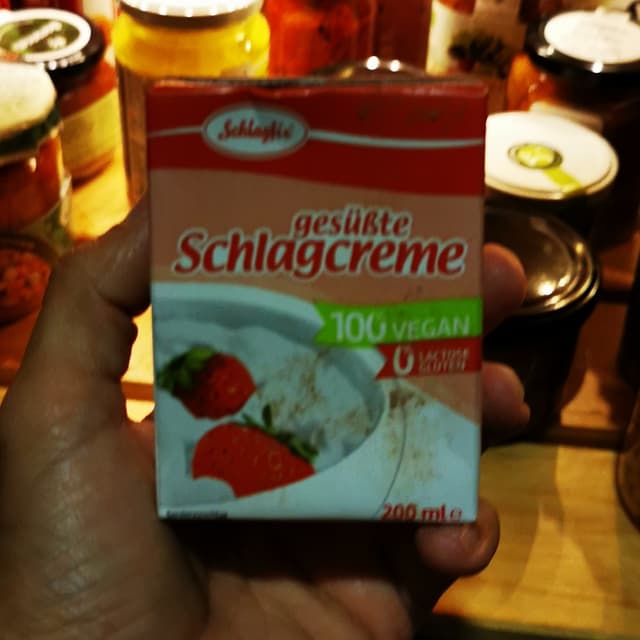 Schlagfix
gesüßte
Schlagcreme
100 VEGAN
0 LACTOSE
GLUTEN
200 ml e